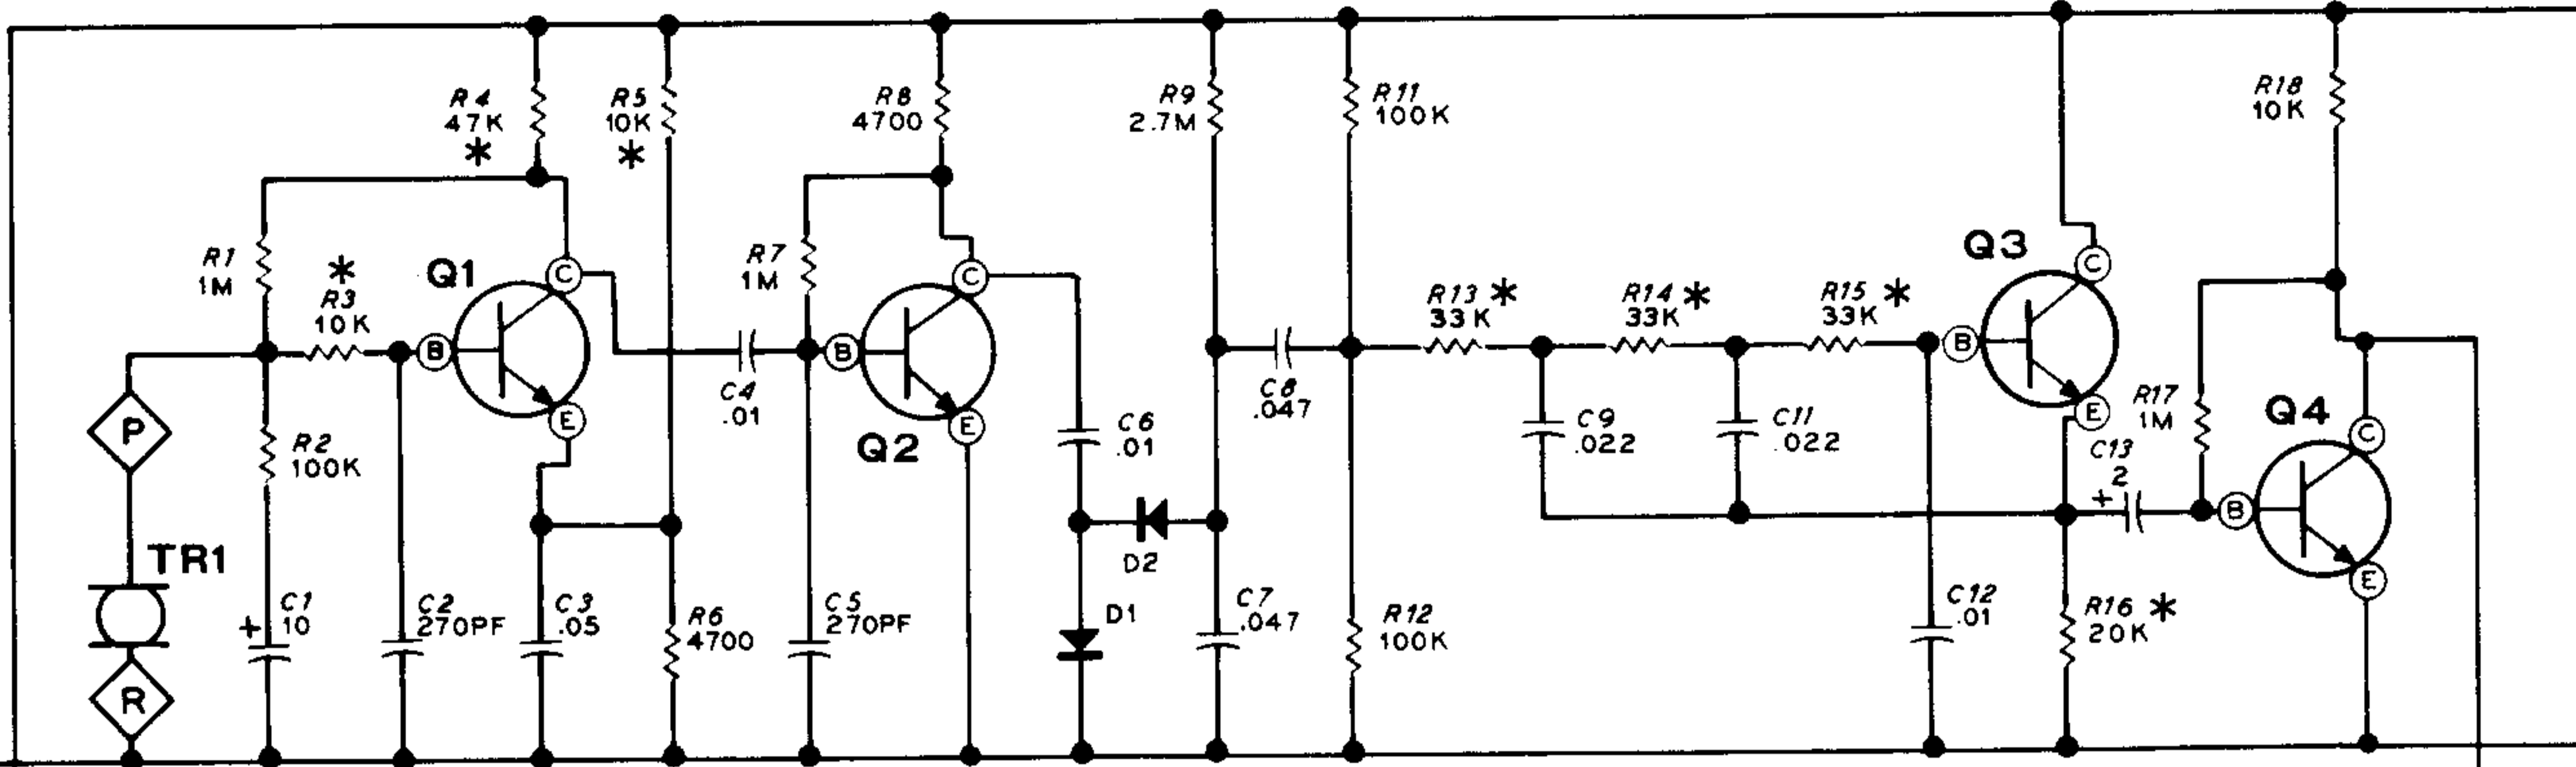 R4
47K
*
R5
10K
*
R8
4700
R9
2.7M
R11
100K
R18
10K
R1
1M
*
R3
10K
Q1
C
B
E
R7
1M
C4
.01
Q2
C
B
E
C6
.01
C8
.047
R13 *
33K
R14 *
33K
R15 *
33K
Q3
C
B
E
C9
.022
C11
.022
C13
2
+
R17
1M
Q4
C
B
E
P
R2
100K
TR1
R
C1
+ 10
C2
270PF
C3
.05
R6
4700
C5
270PF
D2
D1
C7
.047
R12
100K
C12
.01
R16 *
20K